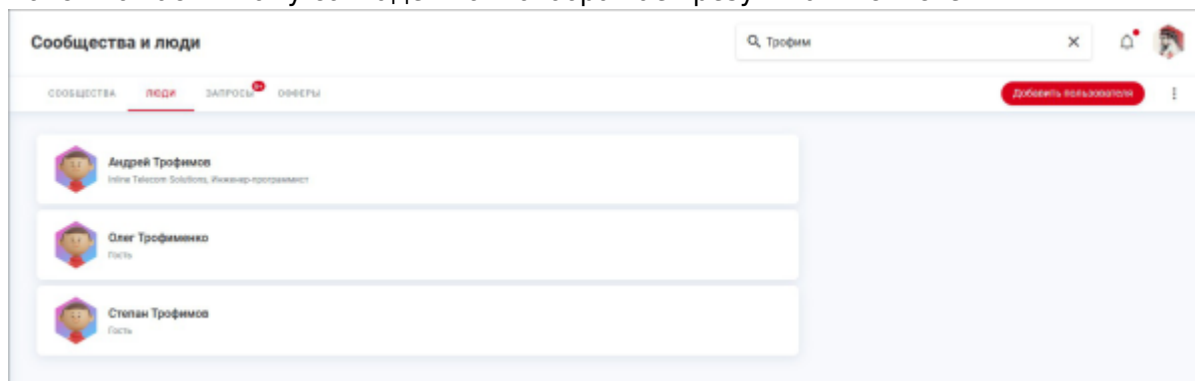 Сообщества и люди
Трофим
СООБЩЕСТВА ЛЮДИ ЗАПРОСЫ 9+ ОФФЕРЫ
Добавить пользователя
Андрей Трофимов
Inline Telecom Solutions, Инженер-программист
Олег Трофименко
Гость
Степан Трофимов
Гость